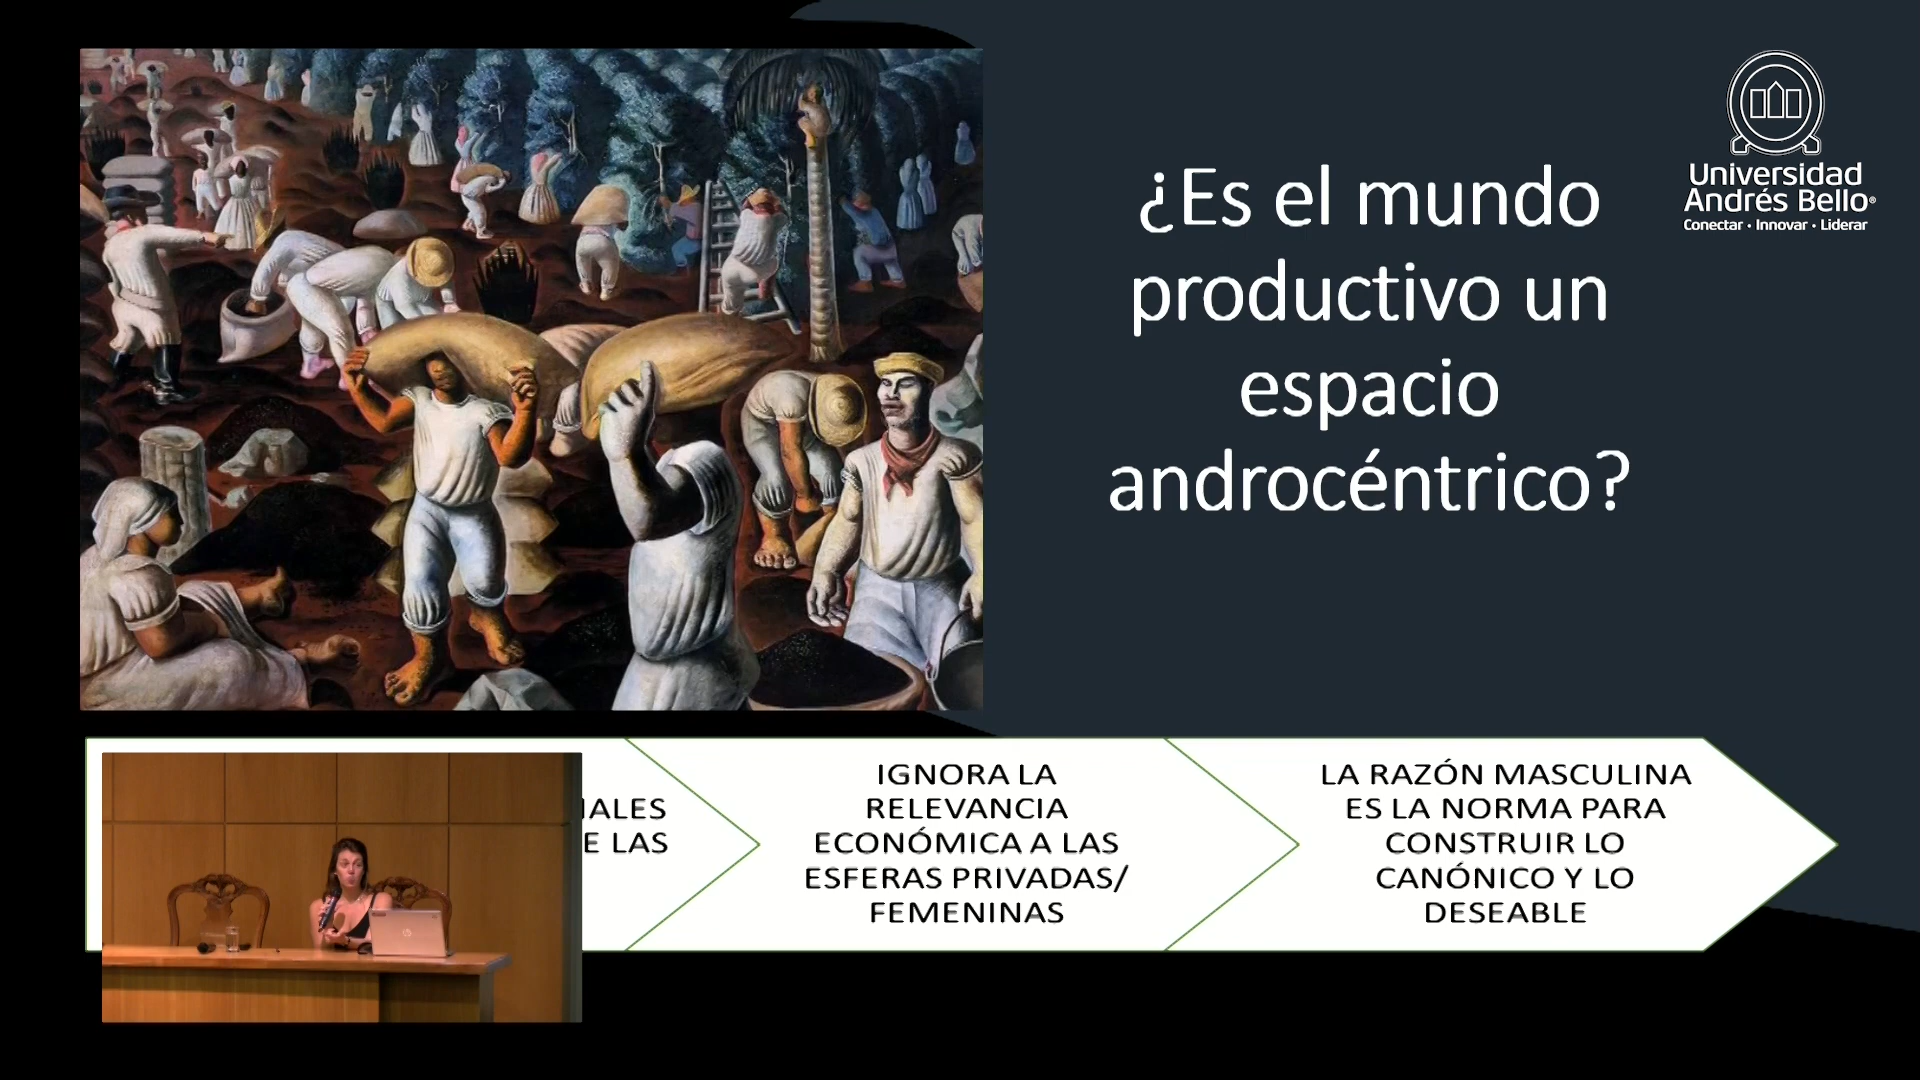 ¿Es el mundo
productivo un
espacio
androcéntrico?
Universidad
Andrés Bello®
Conectar · Innovar · Liderar
LAS
IGNORA LA
RELEVANCIA
ECONÓMICA A LAS
ESFERAS PRIVADAS/
FEMENINAS
LA RAZÓN MASCULINA
ES LA NORMA PARA
CONSTRUIR LO
CANÓNICO Y LO
DESEABLE